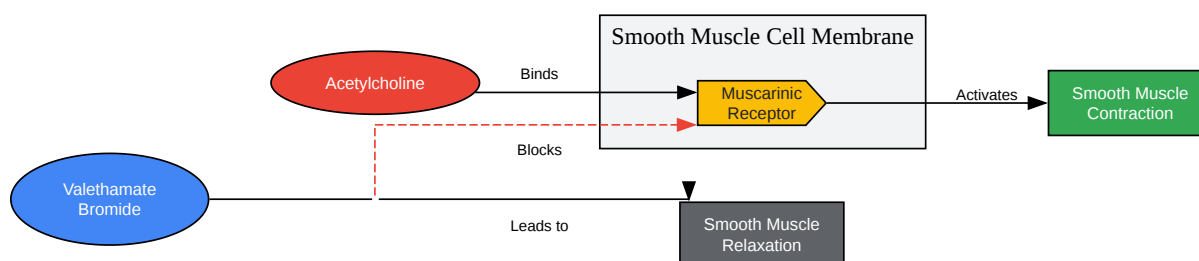 Smooth Muscle Cell Membrane
Acetylcholine
Binds
Muscarinic
Receptor
Activates
Smooth Muscle
Contraction
Blocks
Valethamate
Bromide
Leads to
Smooth Muscle
Relaxation